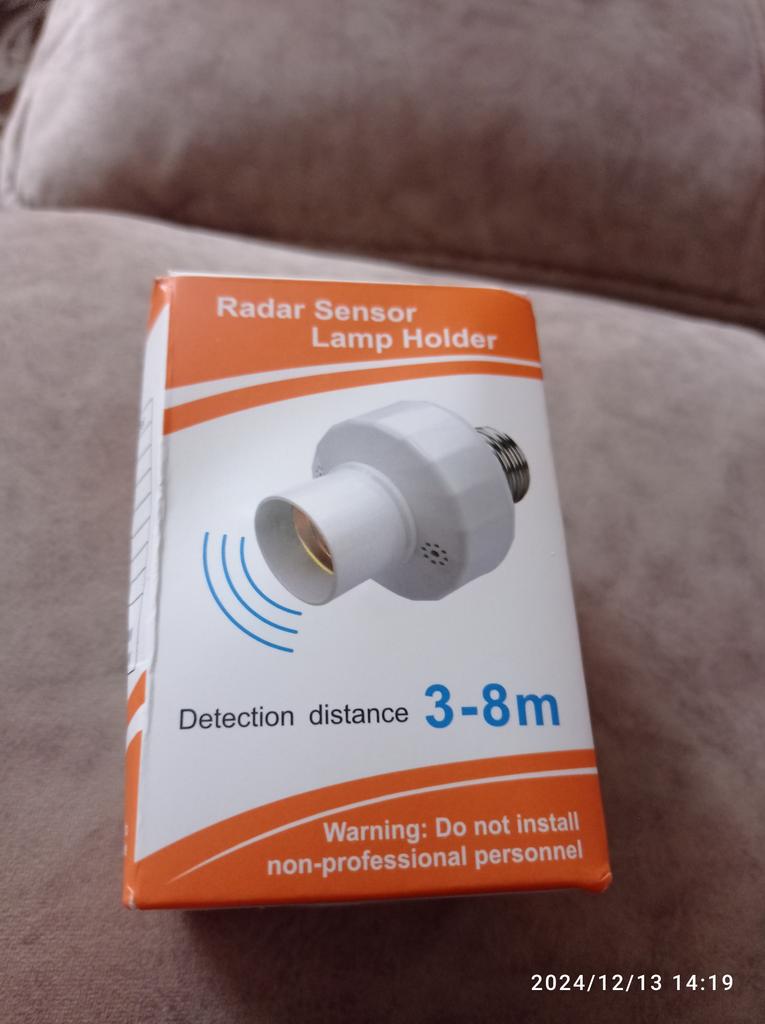 Radar Sensor
Lamp Holder
Detection distance 3-8m
Warning: Do not install
non-professional personnel
2024/12/13 14:19